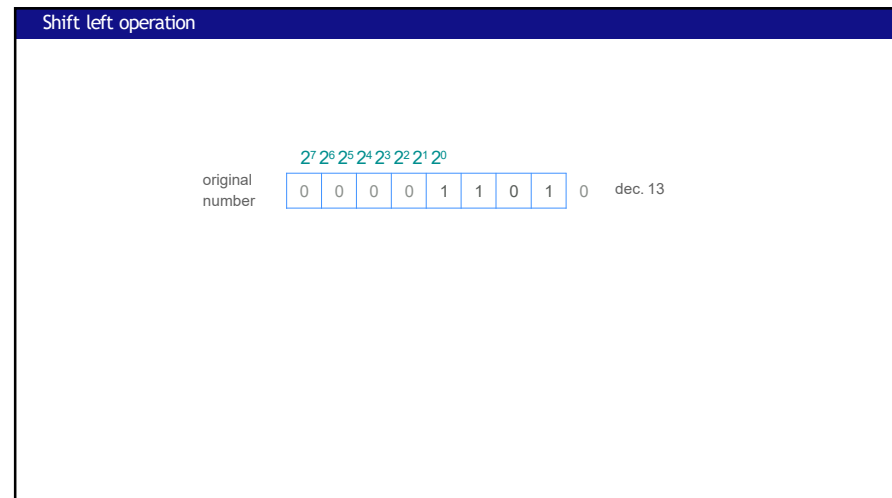 Shift left operation
2⁷ 2⁶ 2⁵ 2⁴ 2³ 2² 2¹ 2⁰
original
number
0 0 0 0 1 1 0 1 0 dec. 13